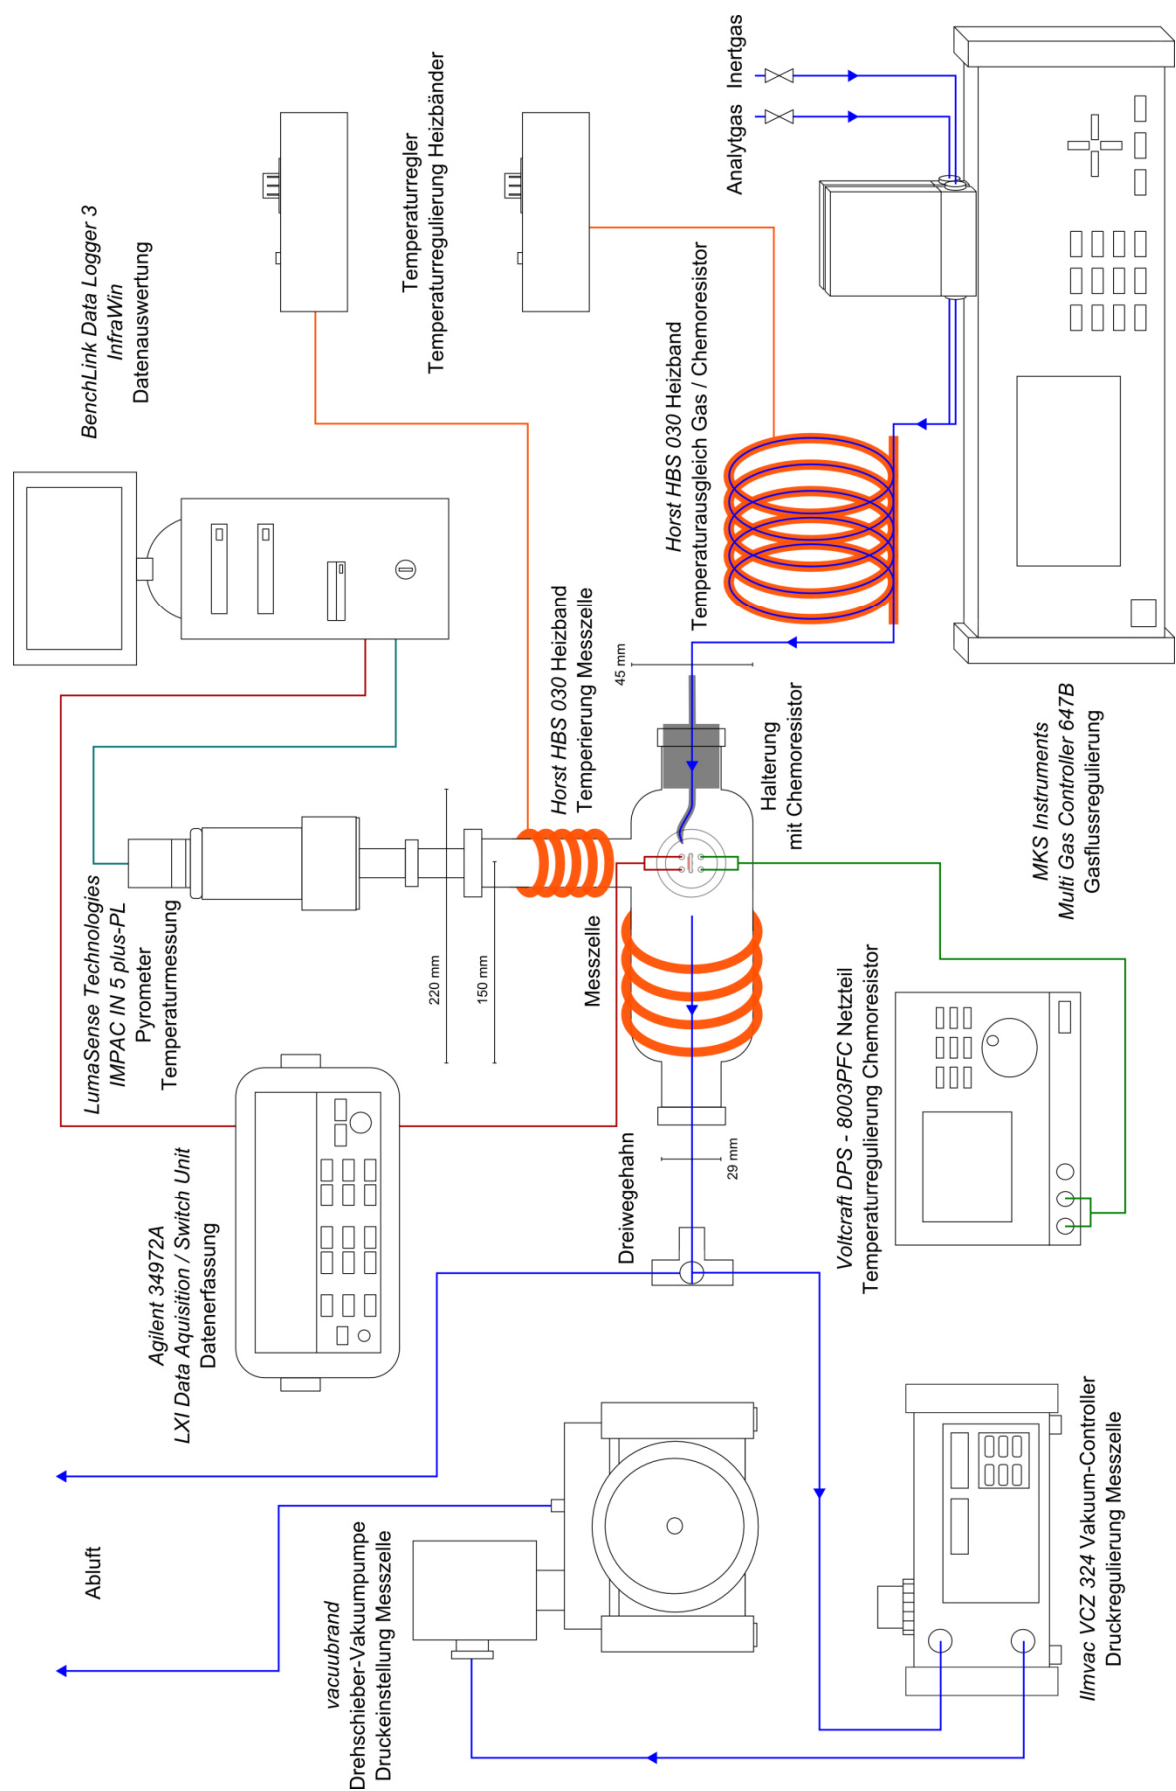 Abluft
vacuubrand
Drehschieber-Vakuumpumpe
Druckeinstellung Messzelle
Agilent 34972A
LXI Data Aquisition / Switch Unit
Datenerfassung
LumaSense Technologies
IMPAC IN 5 plus-PL
Pyrometer
Temperaturmessung
BenchLink Data Logger 3
InfraWin
Datenauswertung
220 mm
150 mm
Temperaturregler
Temperaturregulierung Heizbänder
Horst HBS 030 Heizband
Temperierung Messzelle
Messzelle
Dreiwegehahn
29 mm
45 mm
Halterung
mit Chemoresistor
Horst HBS 030 Heizband
Temperaturausgleich Gas / Chemoresistor
Analytgas
Inertgas
Ilmvac VCZ 324 Vakuum-Controller
Druckregulierung Messzelle
Voltcraft DPS - 8003PFC Netzteil
Temperaturregulierung Chemoresistor
MKS Instruments
Multi Gas Controller 647B
Gasflussregulierung